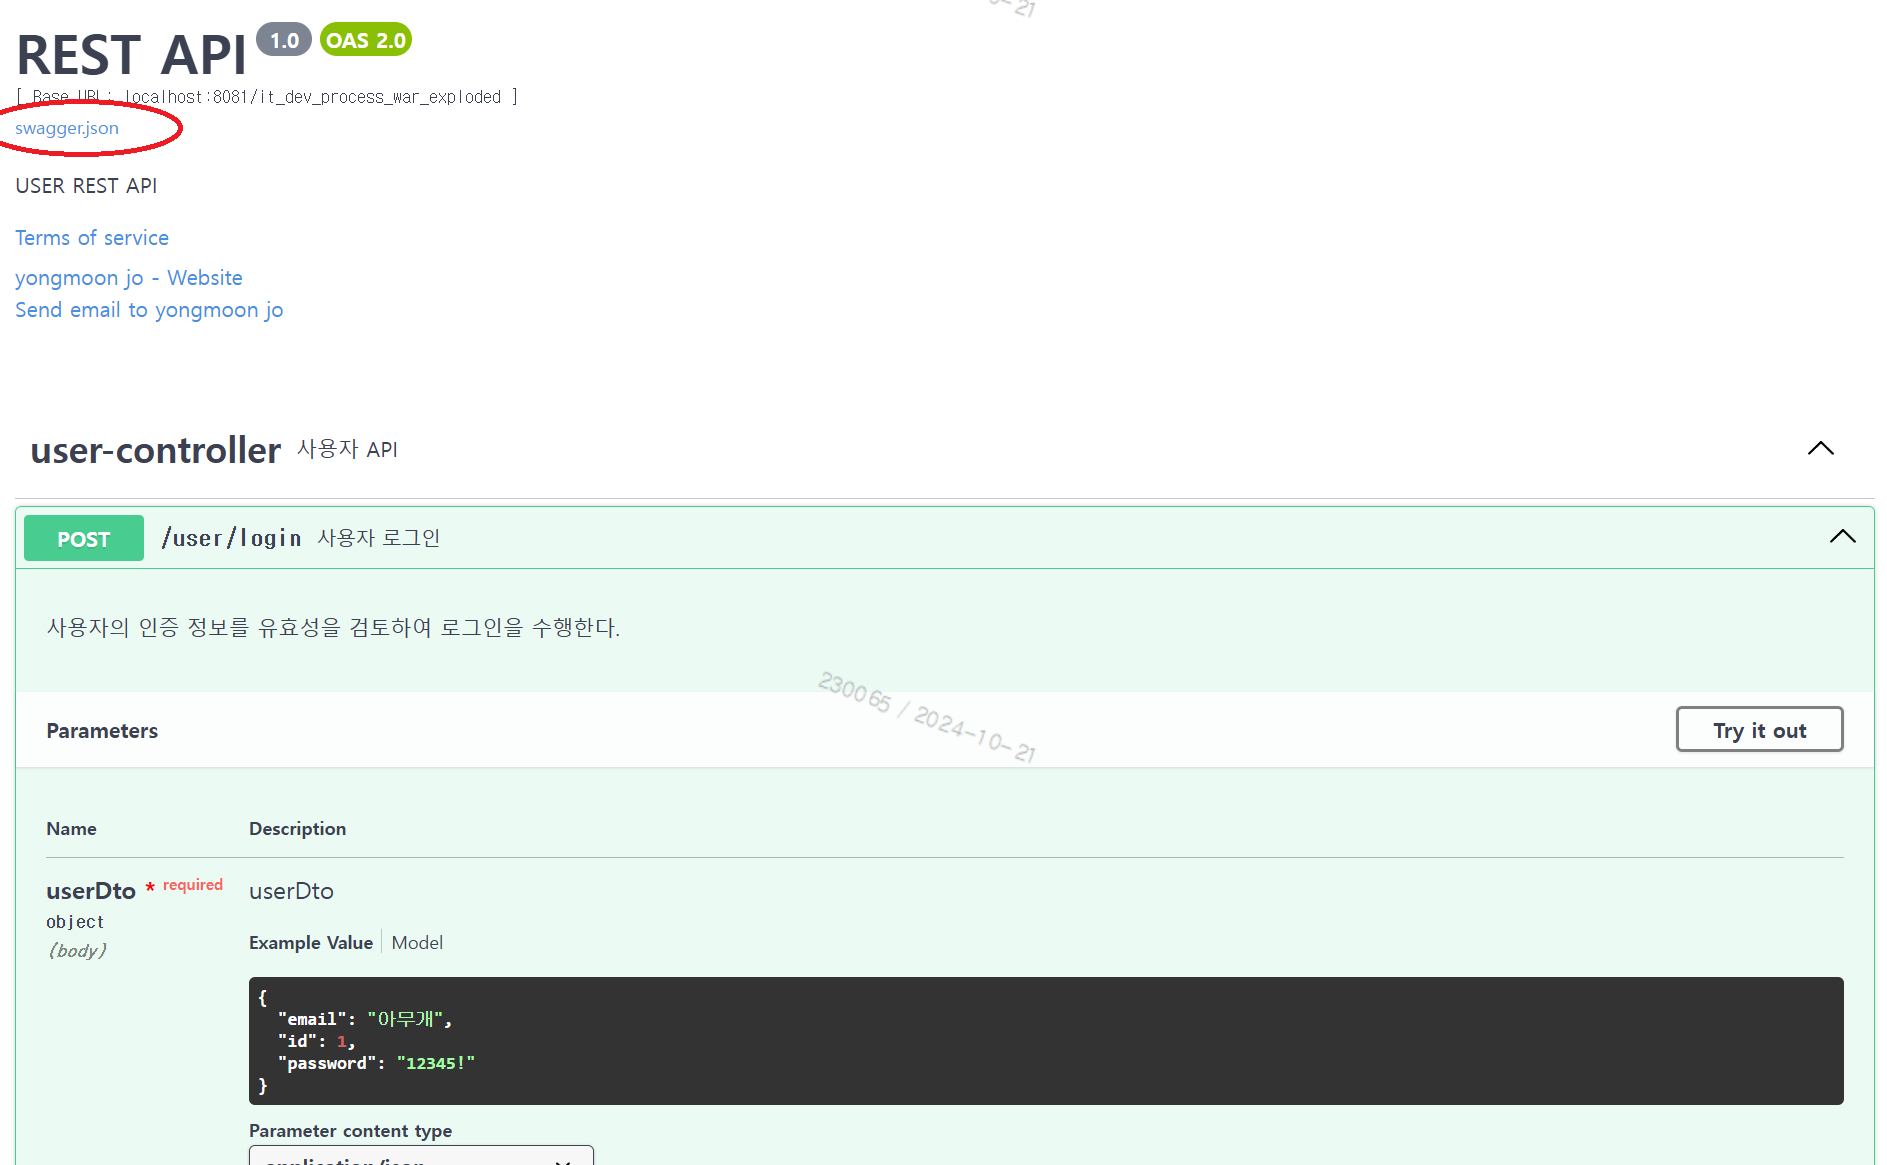 -21
REST API 1.0 OAS 2.0
[ Base URL: localhost:8081/it_dev_process_war_exploded ]
swagger.json
USER REST API
Terms of service
yongmoon jo - Website
Send email to yongmoon jo
user-controller 사용자 API
POST /user/login 사용자 로그인
사용자의 인증 정보를 유효성을 검토하여 로그인을 수행한다.
230065 / 2024-10-21
Parameters Try it out
Name Description
userDto * required userDto
object
(body)
Example Value Model
{
"email": "아무개",
"id": 1,
"password": "12345!"
}
Parameter content type
application/json